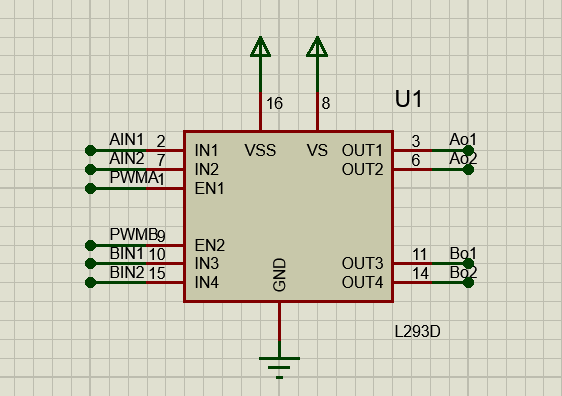 16 8 U1
AIN1 2 IN1 VSS VS OUT1 3 Ao1
AIN2 7 IN2 OUT2 6 Ao2
PWMA 1 EN1
PWMB 9 EN2
BIN1 10 IN3 GND OUT3 11 Bo1
BIN2 15 IN4 OUT4 14 Bo2
L293D